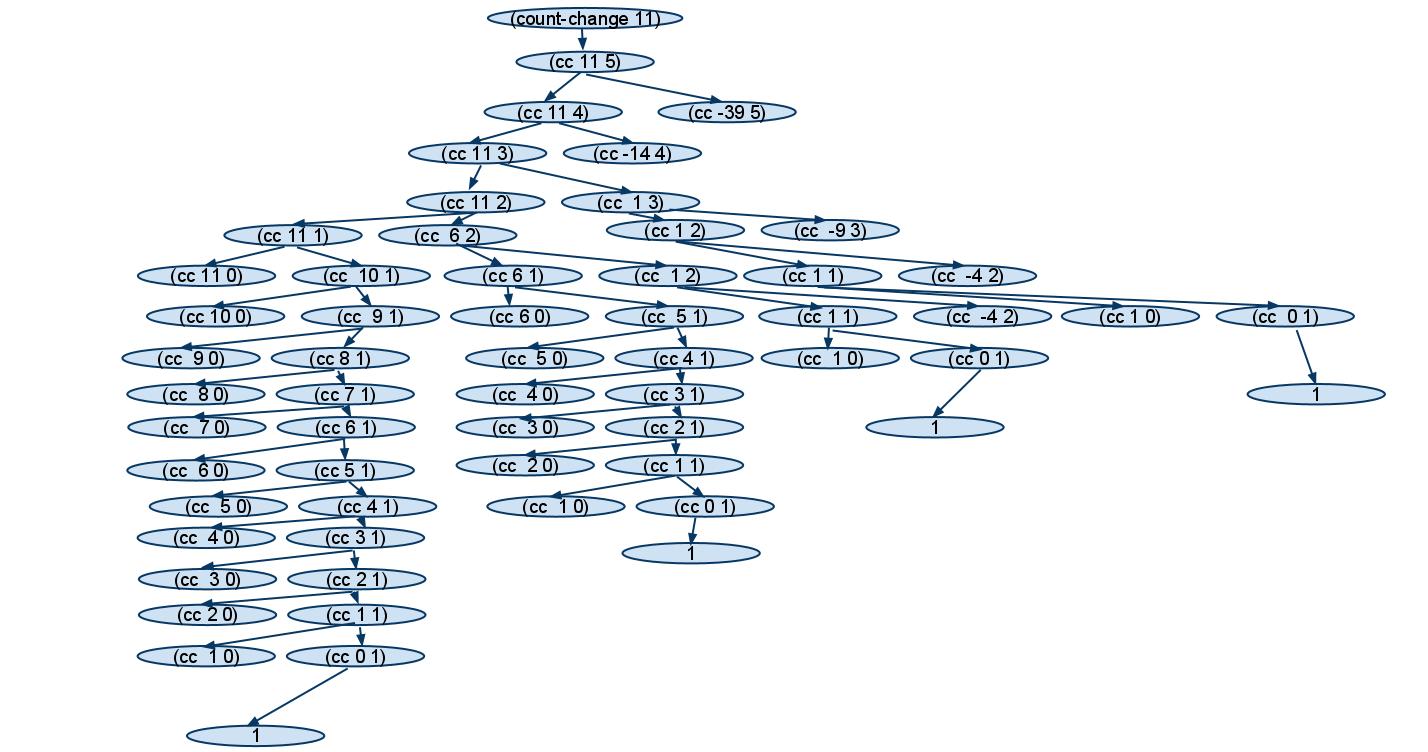 (count-change 11)
(cc 11 5)
(cc 11 4)
(cc -39 5)
(cc 11 3)
(cc -14 4)
(cc 11 2)
(cc 1 3)
(cc 11 1)
(cc 6 2)
(cc 1 2)
(cc -9 3)
(cc 11 0)
(cc 10 1)
(cc 6 1)
(cc 1 2)
(cc 1 1)
(cc -4 2)
(cc 10 0)
(cc 9 1)
(cc 6 0)
(cc 5 1)
(cc 1 1)
(cc -4 2)
(cc 1 0)
(cc 0 1)
(cc 9 0)
(cc 8 1)
(cc 5 0)
(cc 4 1)
(cc 1 0)
(cc 0 1)
(cc 8 0)
(cc 7 1)
(cc 4 0)
(cc 3 1)
1
(cc 7 0)
(cc 6 1)
(cc 3 0)
(cc 2 1)
1
(cc 6 0)
(cc 5 1)
(cc 2 0)
(cc 1 1)
(cc 5 0)
(cc 4 1)
(cc 1 0)
(cc 0 1)
(cc 4 0)
(cc 3 1)
1
(cc 3 0)
(cc 2 1)
(cc 2 0)
(cc 1 1)
(cc 1 0)
(cc 0 1)
1